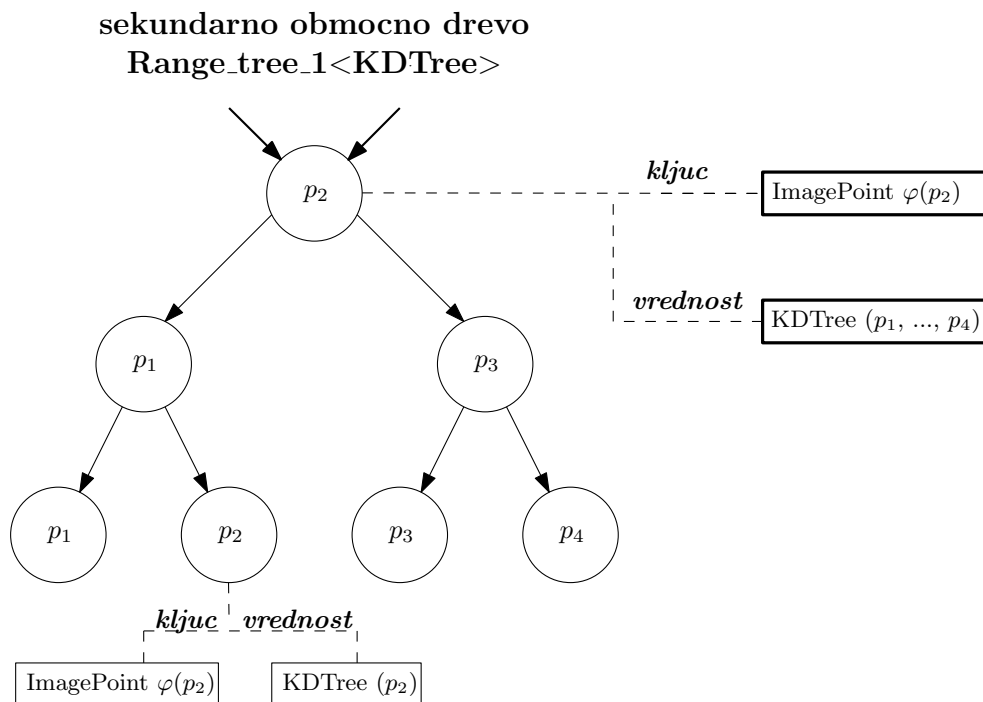 sekundarno obmocno drevo
Range_tree_1<KDTree>
p₂
kljuc
ImagePoint φ(p₂)
vrednost
KDTree (p₁, ..., p₄)
p₁
p₃
p₁
p₂
p₃
p₄
kljuc
vrednost
ImagePoint φ(p₂)
KDTree (p₂)